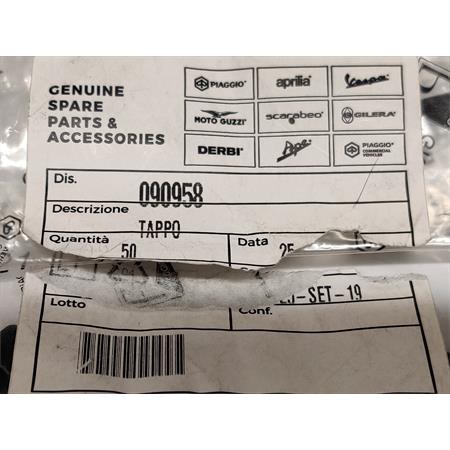 GENUINE
SPARE
PARTS &
ACCESSORIES
PIAGGIO aprilia Vespa
MOTO GUZZI scarabeo GILERA
DERBI Ape PIAGGIO COMMERCIAL VEHICLES
Dis. 090958
Descrizione TAPPO
Quantità 50 Data 25
-SET-19
Lotto Conf.